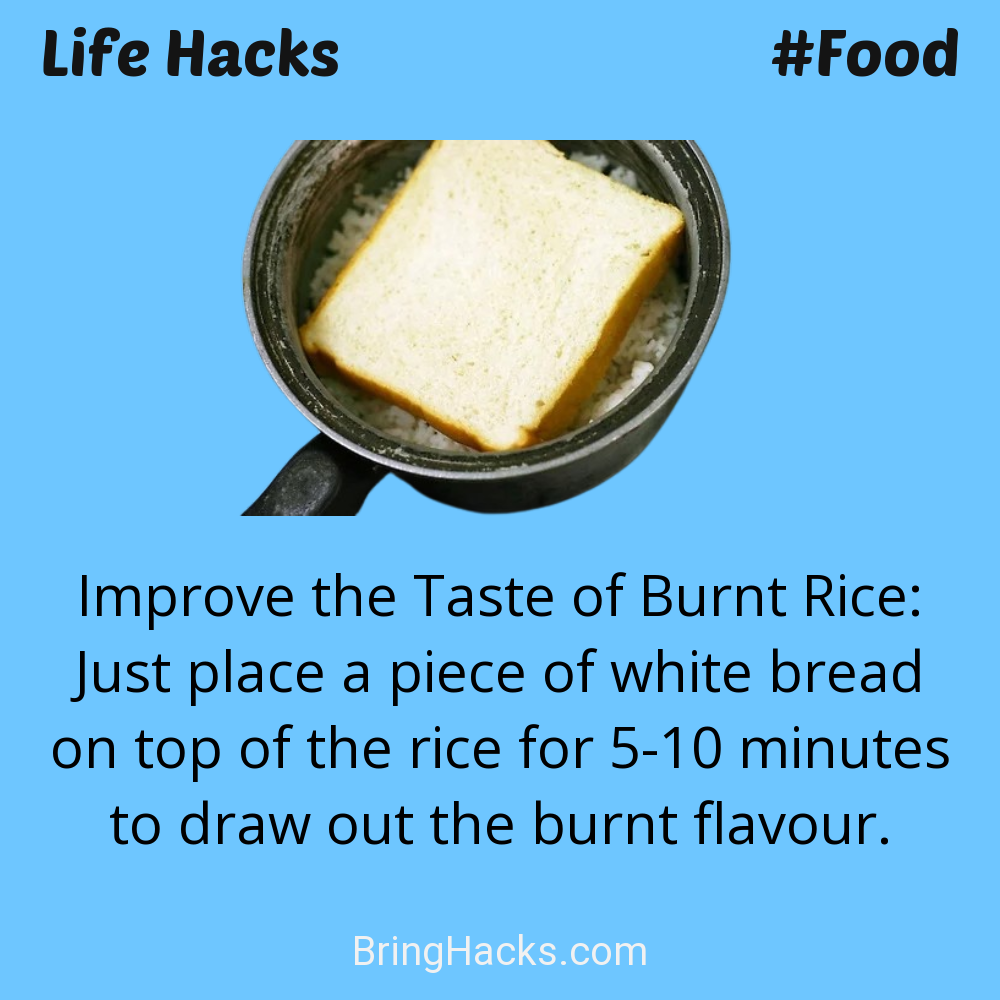 Life Hacks
#Food
Improve the Taste of Burnt Rice:
Just place a piece of white bread
on top of the rice for 5-10 minutes
to draw out the burnt flavour.
BringHacks.com